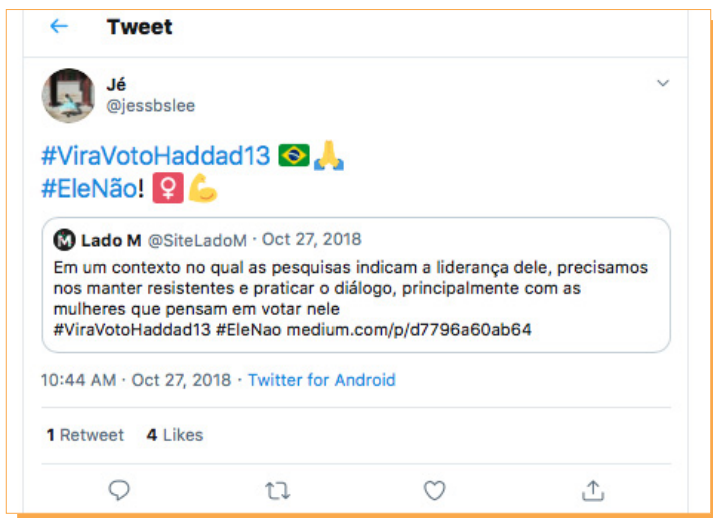 Tweet
Jé
@jessbslee
#ViraVotoHaddad13 🇧🇷🙏
#EleNão! 🚺💪
Lado M @SiteLadoM · Oct 27, 2018
Em um contexto no qual as pesquisas indicam a liderança dele, precisamos
nos manter resistentes e praticar o diálogo, principalmente com as
mulheres que pensam em votar nele
#ViraVotoHaddad13 #EleNao medium.com/p/d7796a60ab64
10:44 AM · Oct 27, 2018 · Twitter for Android
1 Retweet 4 Likes